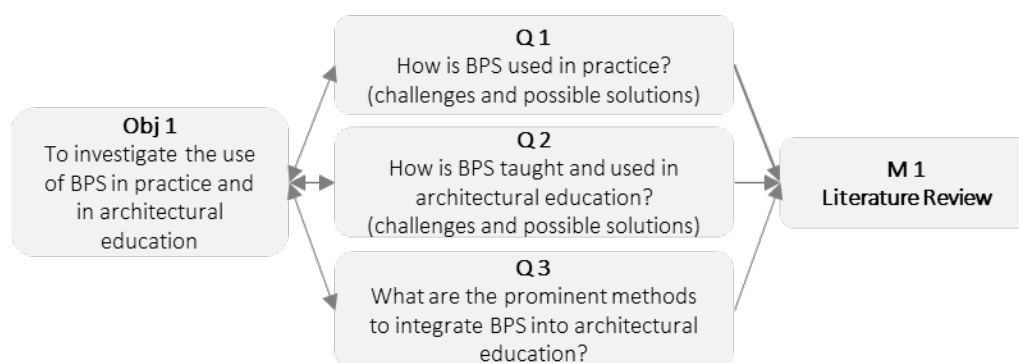 Obj 1
To investigate the use
of BPS in practice and
in architectural
education
Q 1
How is BPS used in practice?
(challenges and possible solutions)
Q 2
How is BPS taught and used in
architectural education?
(challenges and possible solutions)
Q 3
What are the prominent methods
to integrate BPS into architectural
education?
M 1
Literature Review